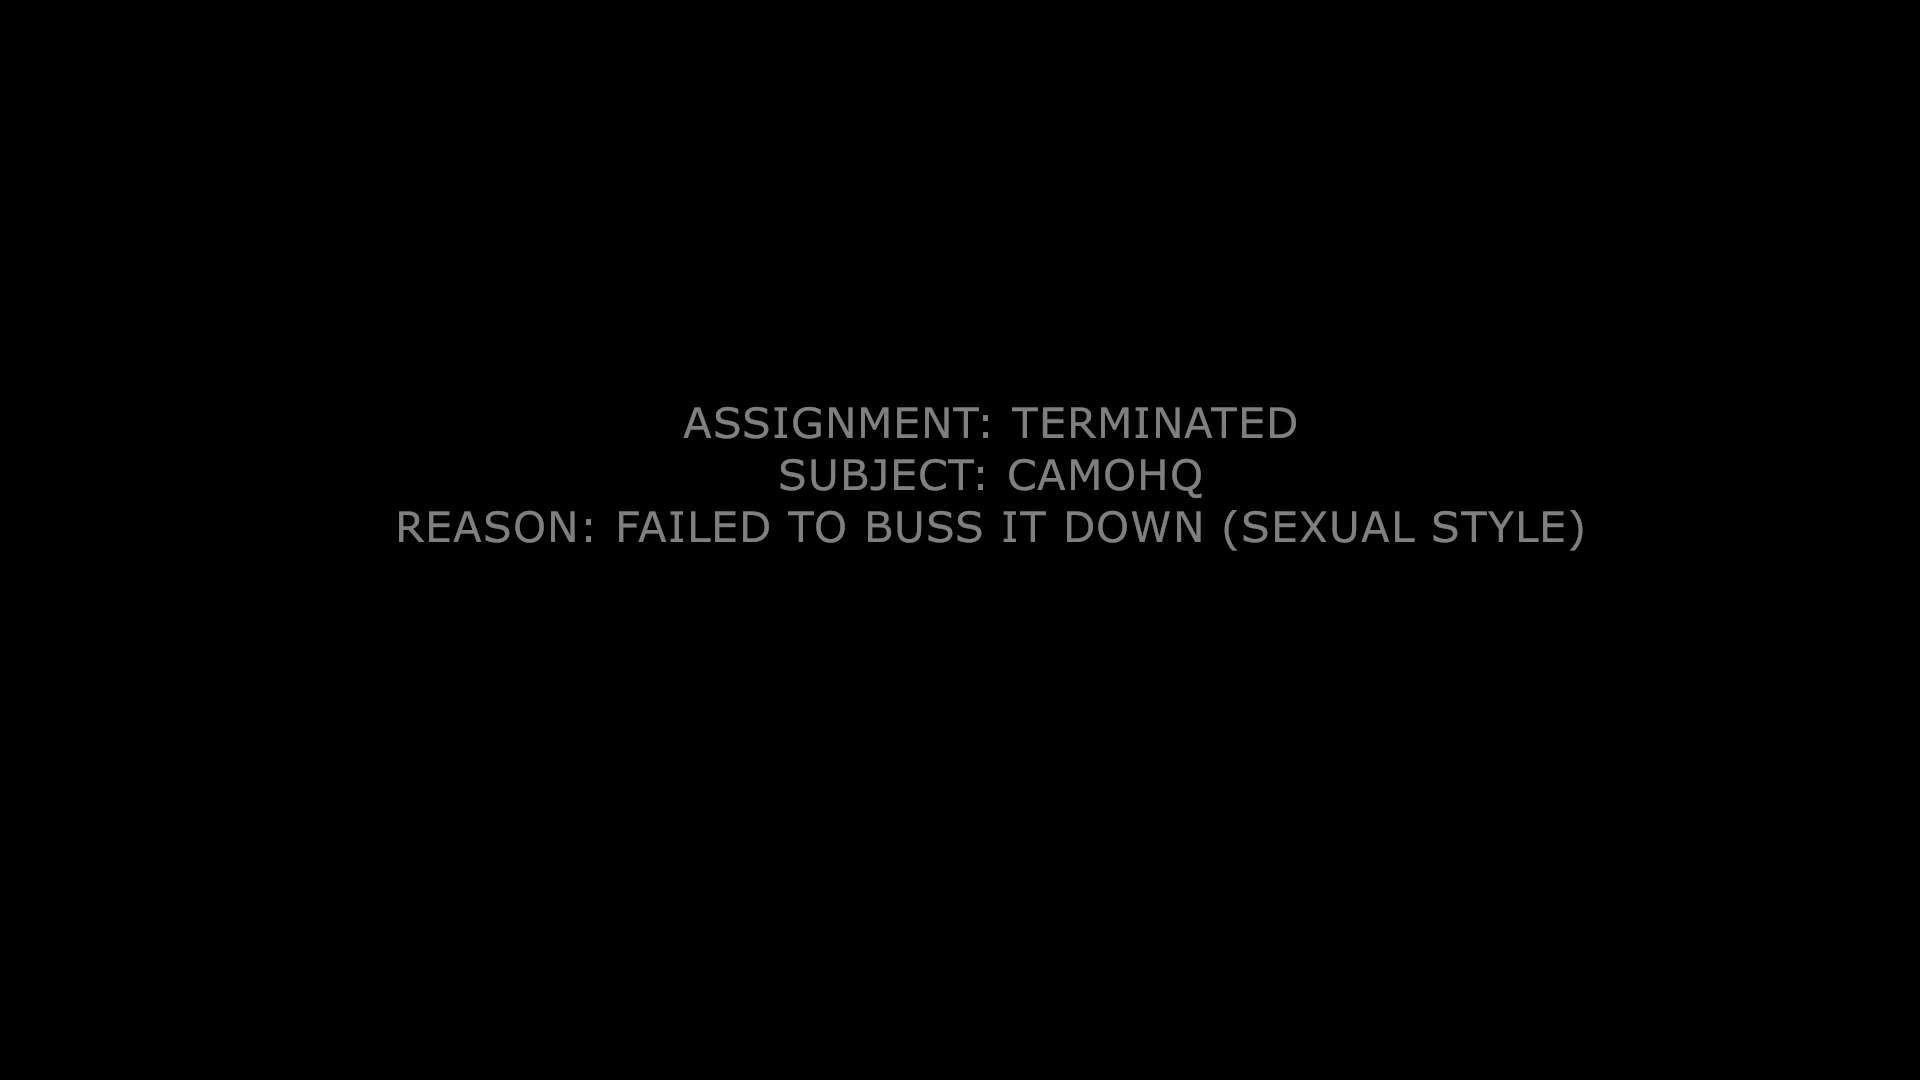 ASSIGNMENT: TERMINATED
SUBJECT: CAMOHQ
REASON: FAILED TO BUSS IT DOWN (SEXUAL STYLE)